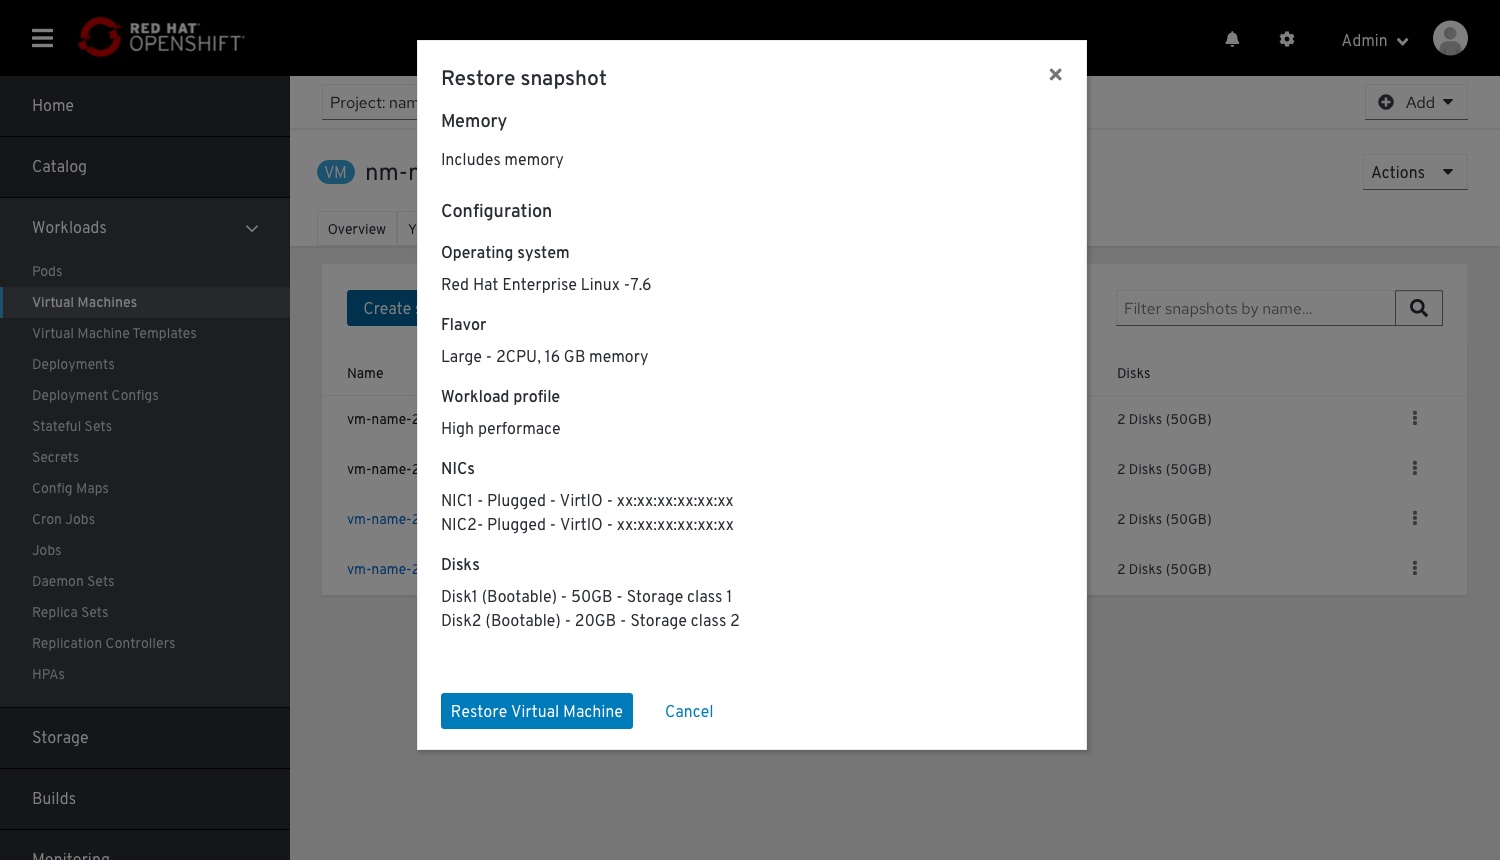 RED HAT
OPENSHIFT
Admin
Home
Catalog
Workloads
Pods
Virtual Machines
Virtual Machine Templates
Deployments
Deployment Configs
Stateful Sets
Secrets
Config Maps
Cron Jobs
Jobs
Daemon Sets
Replica Sets
Replication Controllers
HPAs
Storage
Builds
Monitoring
Project: nam
Add
VM nm-n
Actions
Overview Y
Create s
Filter snapshots by name...
Name Disks
vm-name-2 2 Disks (50GB)
vm-name-2 2 Disks (50GB)
vm-name-2 2 Disks (50GB)
vm-name-2 2 Disks (50GB)
Restore snapshot
Memory
Includes memory
Configuration
Operating system
Red Hat Enterprise Linux -7.6
Flavor
Large - 2CPU, 16 GB memory
Workload profile
High performace
NICs
NIC1 - Plugged - VirtIO - xx:xx:xx:xx:xx:xx
NIC2- Plugged - VirtIO - xx:xx:xx:xx:xx:xx
Disks
Disk1 (Bootable) - 50GB - Storage class 1
Disk2 (Bootable) - 20GB - Storage class 2
Restore Virtual Machine Cancel